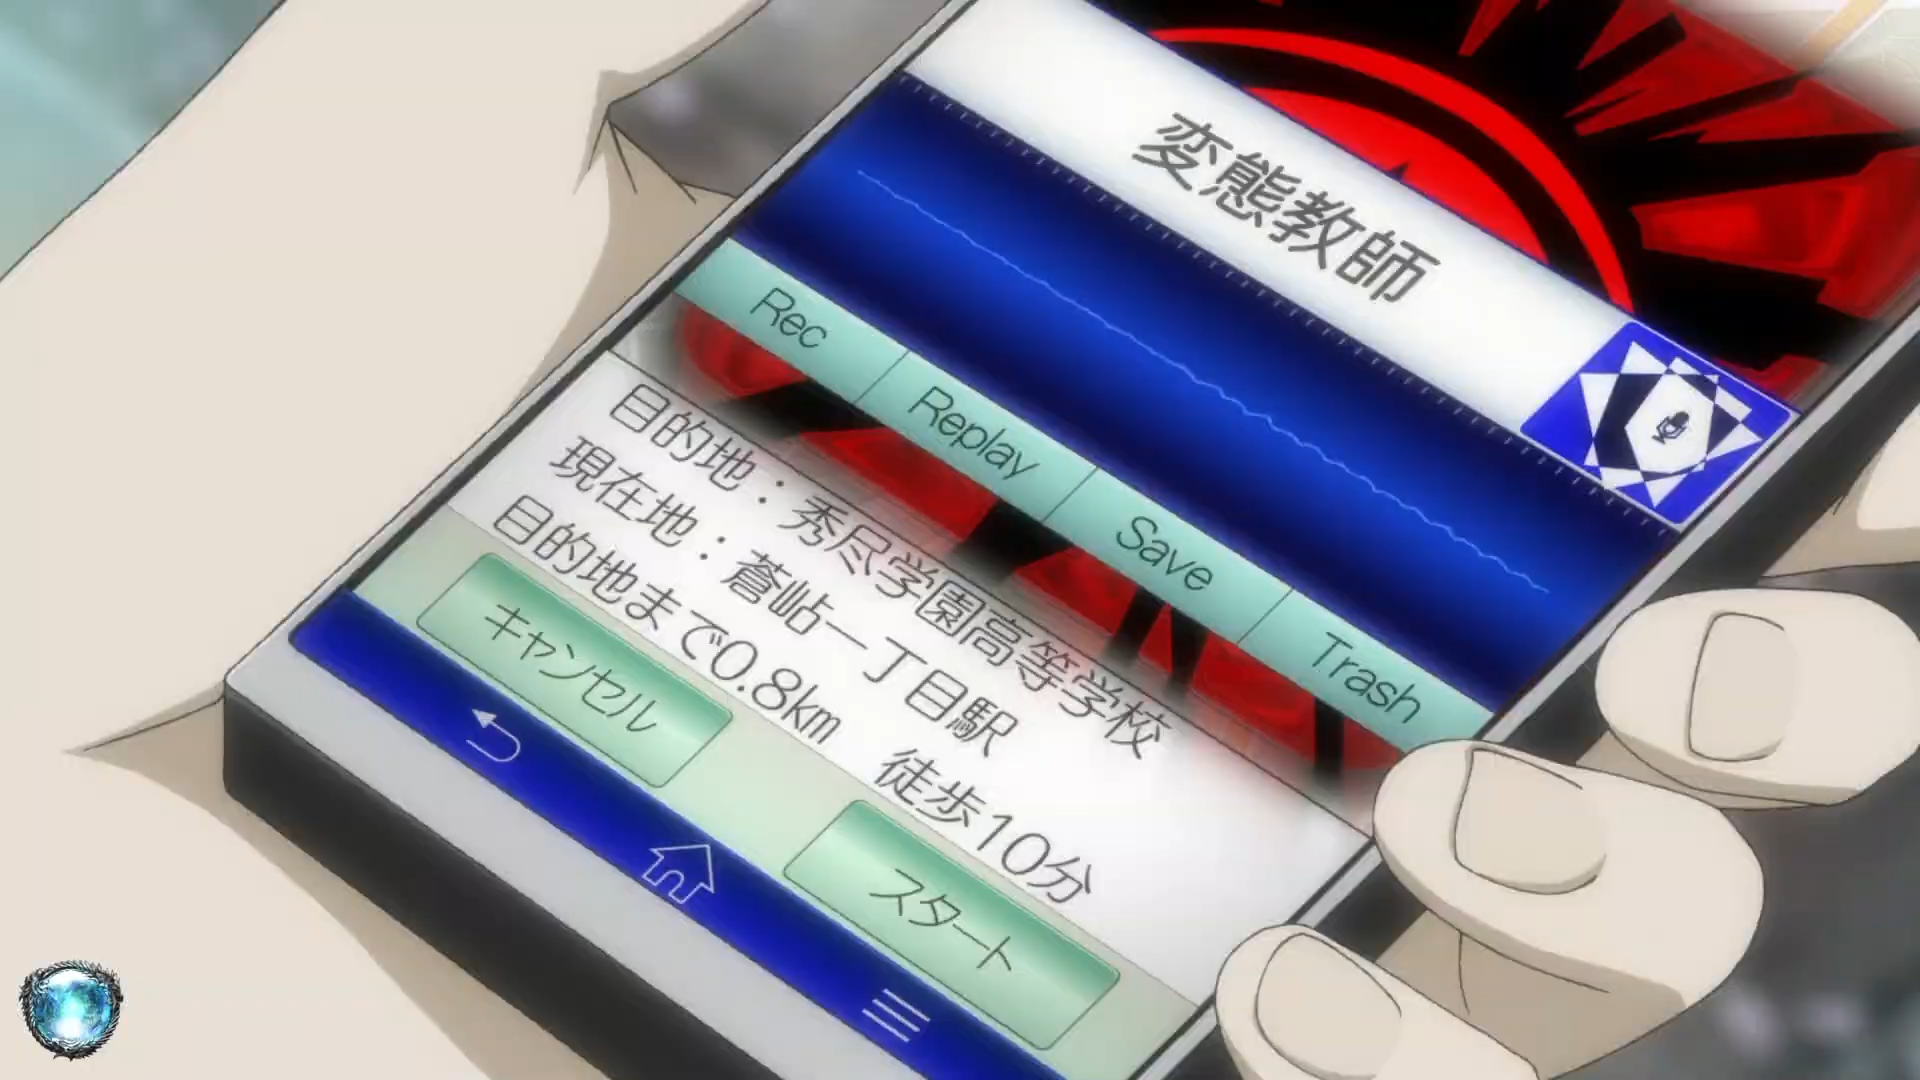 変態教師
Rec
Replay
Save
Trash
目的地：秀尽学園高等学校
現在地：蒼山一丁目駅
目的地まで0.8km　徒歩10分
キャンセル
スタート